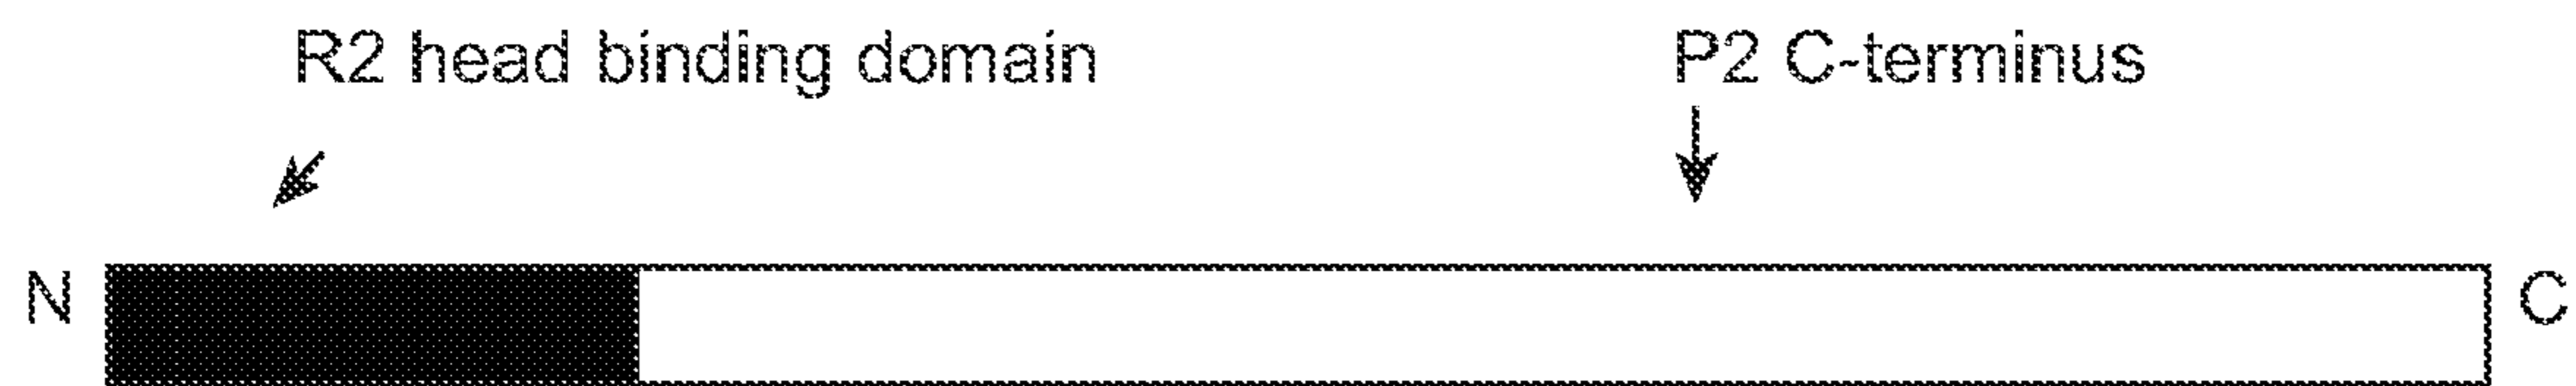 R2 head binding domain
P2 C-terminus
N
C